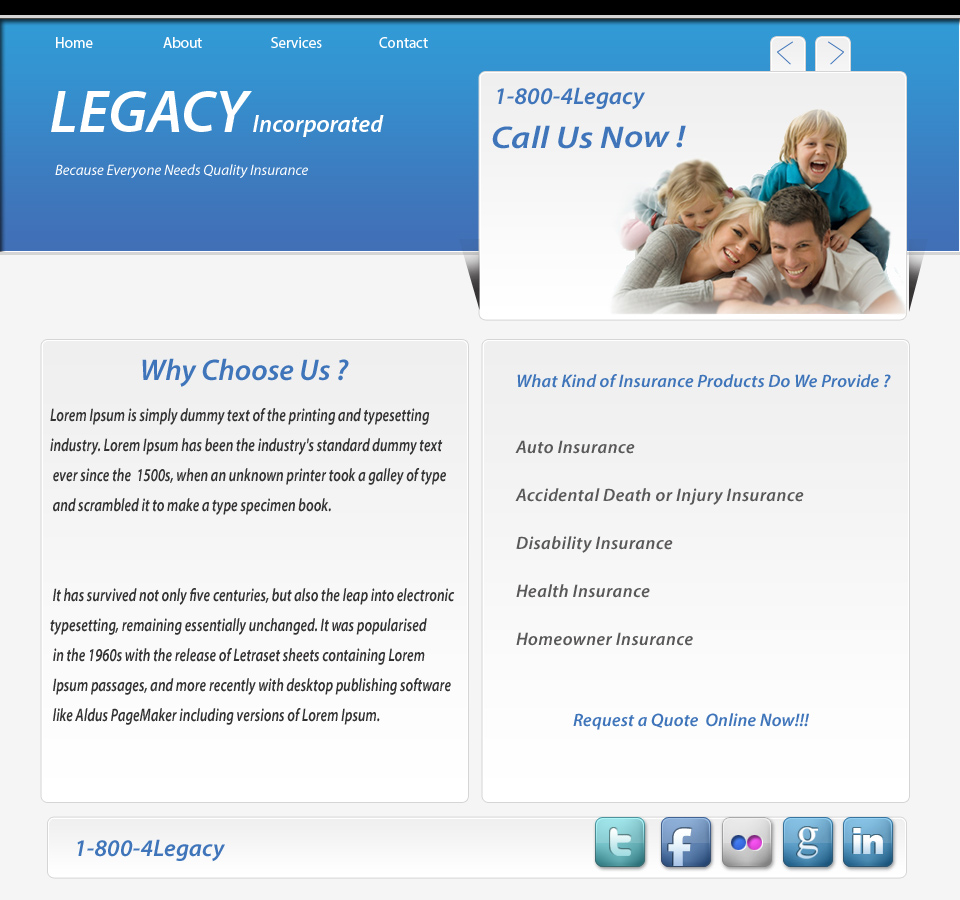 Home About Services Contact
LEGACY Incorporated
Because Everyone Needs Quality Insurance
1-800-4Legacy
Call Us Now !
Why Choose Us ?
Lorem Ipsum is simply dummy text of the printing and typesetting
industry. Lorem Ipsum has been the industry's standard dummy text
ever since the 1500s, when an unknown printer took a galley of type
and scrambled it to make a type specimen book.
It has survived not only five centuries, but also the leap into electronic
typesetting, remaining essentially unchanged. It was popularised
in the 1960s with the release of Letraset sheets containing Lorem
Ipsum passages, and more recently with desktop publishing software
like Aldus PageMaker including versions of Lorem Ipsum.
What Kind of Insurance Products Do We Provide ?
Auto Insurance
Accidental Death or Injury Insurance
Disability Insurance
Health Insurance
Homeowner Insurance
Request a Quote Online Now!!!
1-800-4Legacy
t f g in